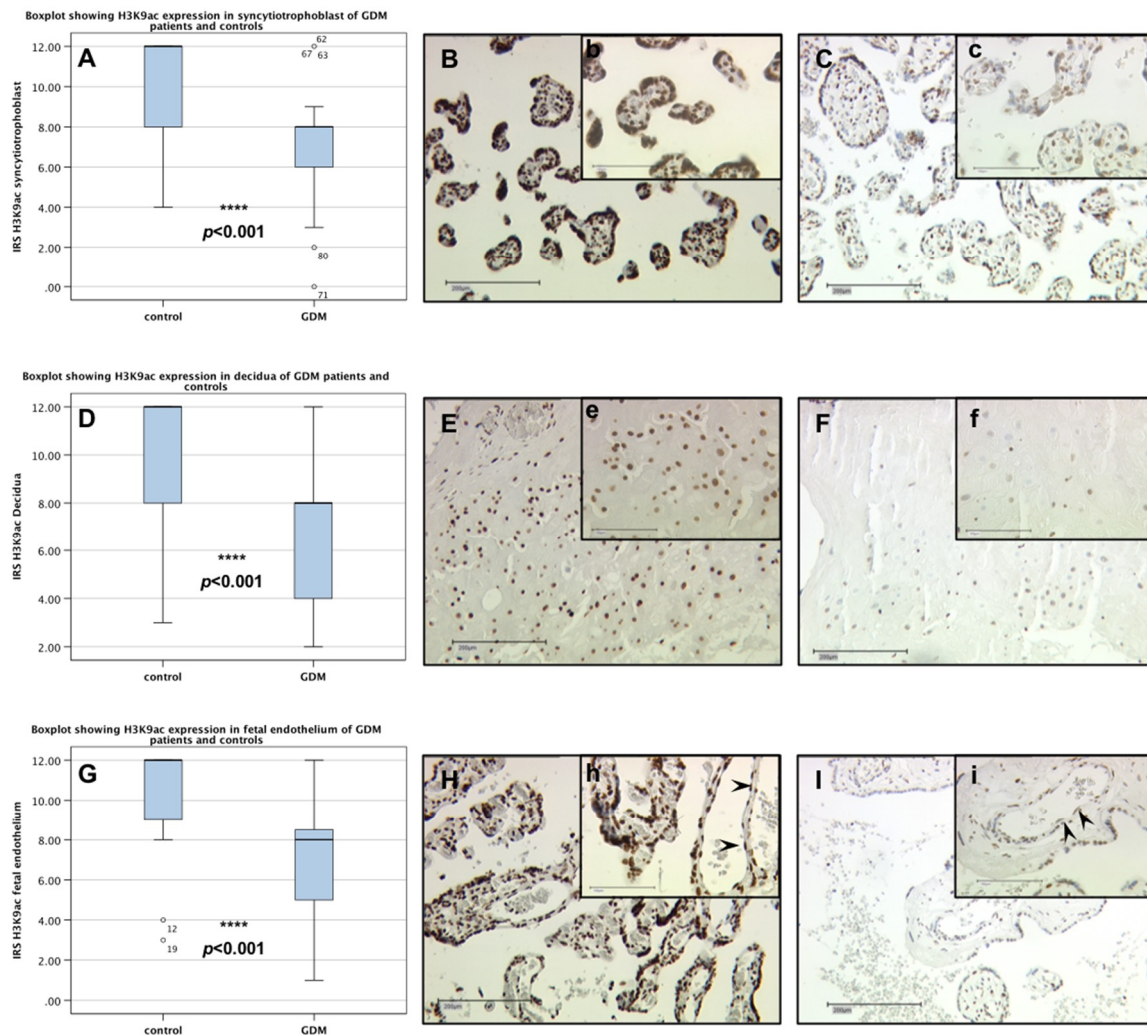 Boxplot showing H3K9ac expression in syncytiotrophoblast of GDM
patients and controls
A
IRS H3K9ac syncytiotrophoblast
12.00
10.00
8.00
6.00
4.00
2.00
.00
62
67 63
80
71
****
p<0.001
control GDM
B
b
200µm
C
c
200µm
Boxplot showing H3K9ac expression in decidua of GDM patients and
controls
D
IRS H3K9ac Decidua
12.00
10.00
8.00
6.00
4.00
2.00
****
p<0.001
control GDM
E
e
200µm
F
f
200µm
Boxplot showing H3K9ac expression in fetal endothelium of GDM
patients and controls
G
IRS H3K9ac fetal endothelium
12.00
10.00
8.00
6.00
4.00
2.00
.00
12
19
****
p<0.001
control GDM
H
h
200µm
I
i
200µm